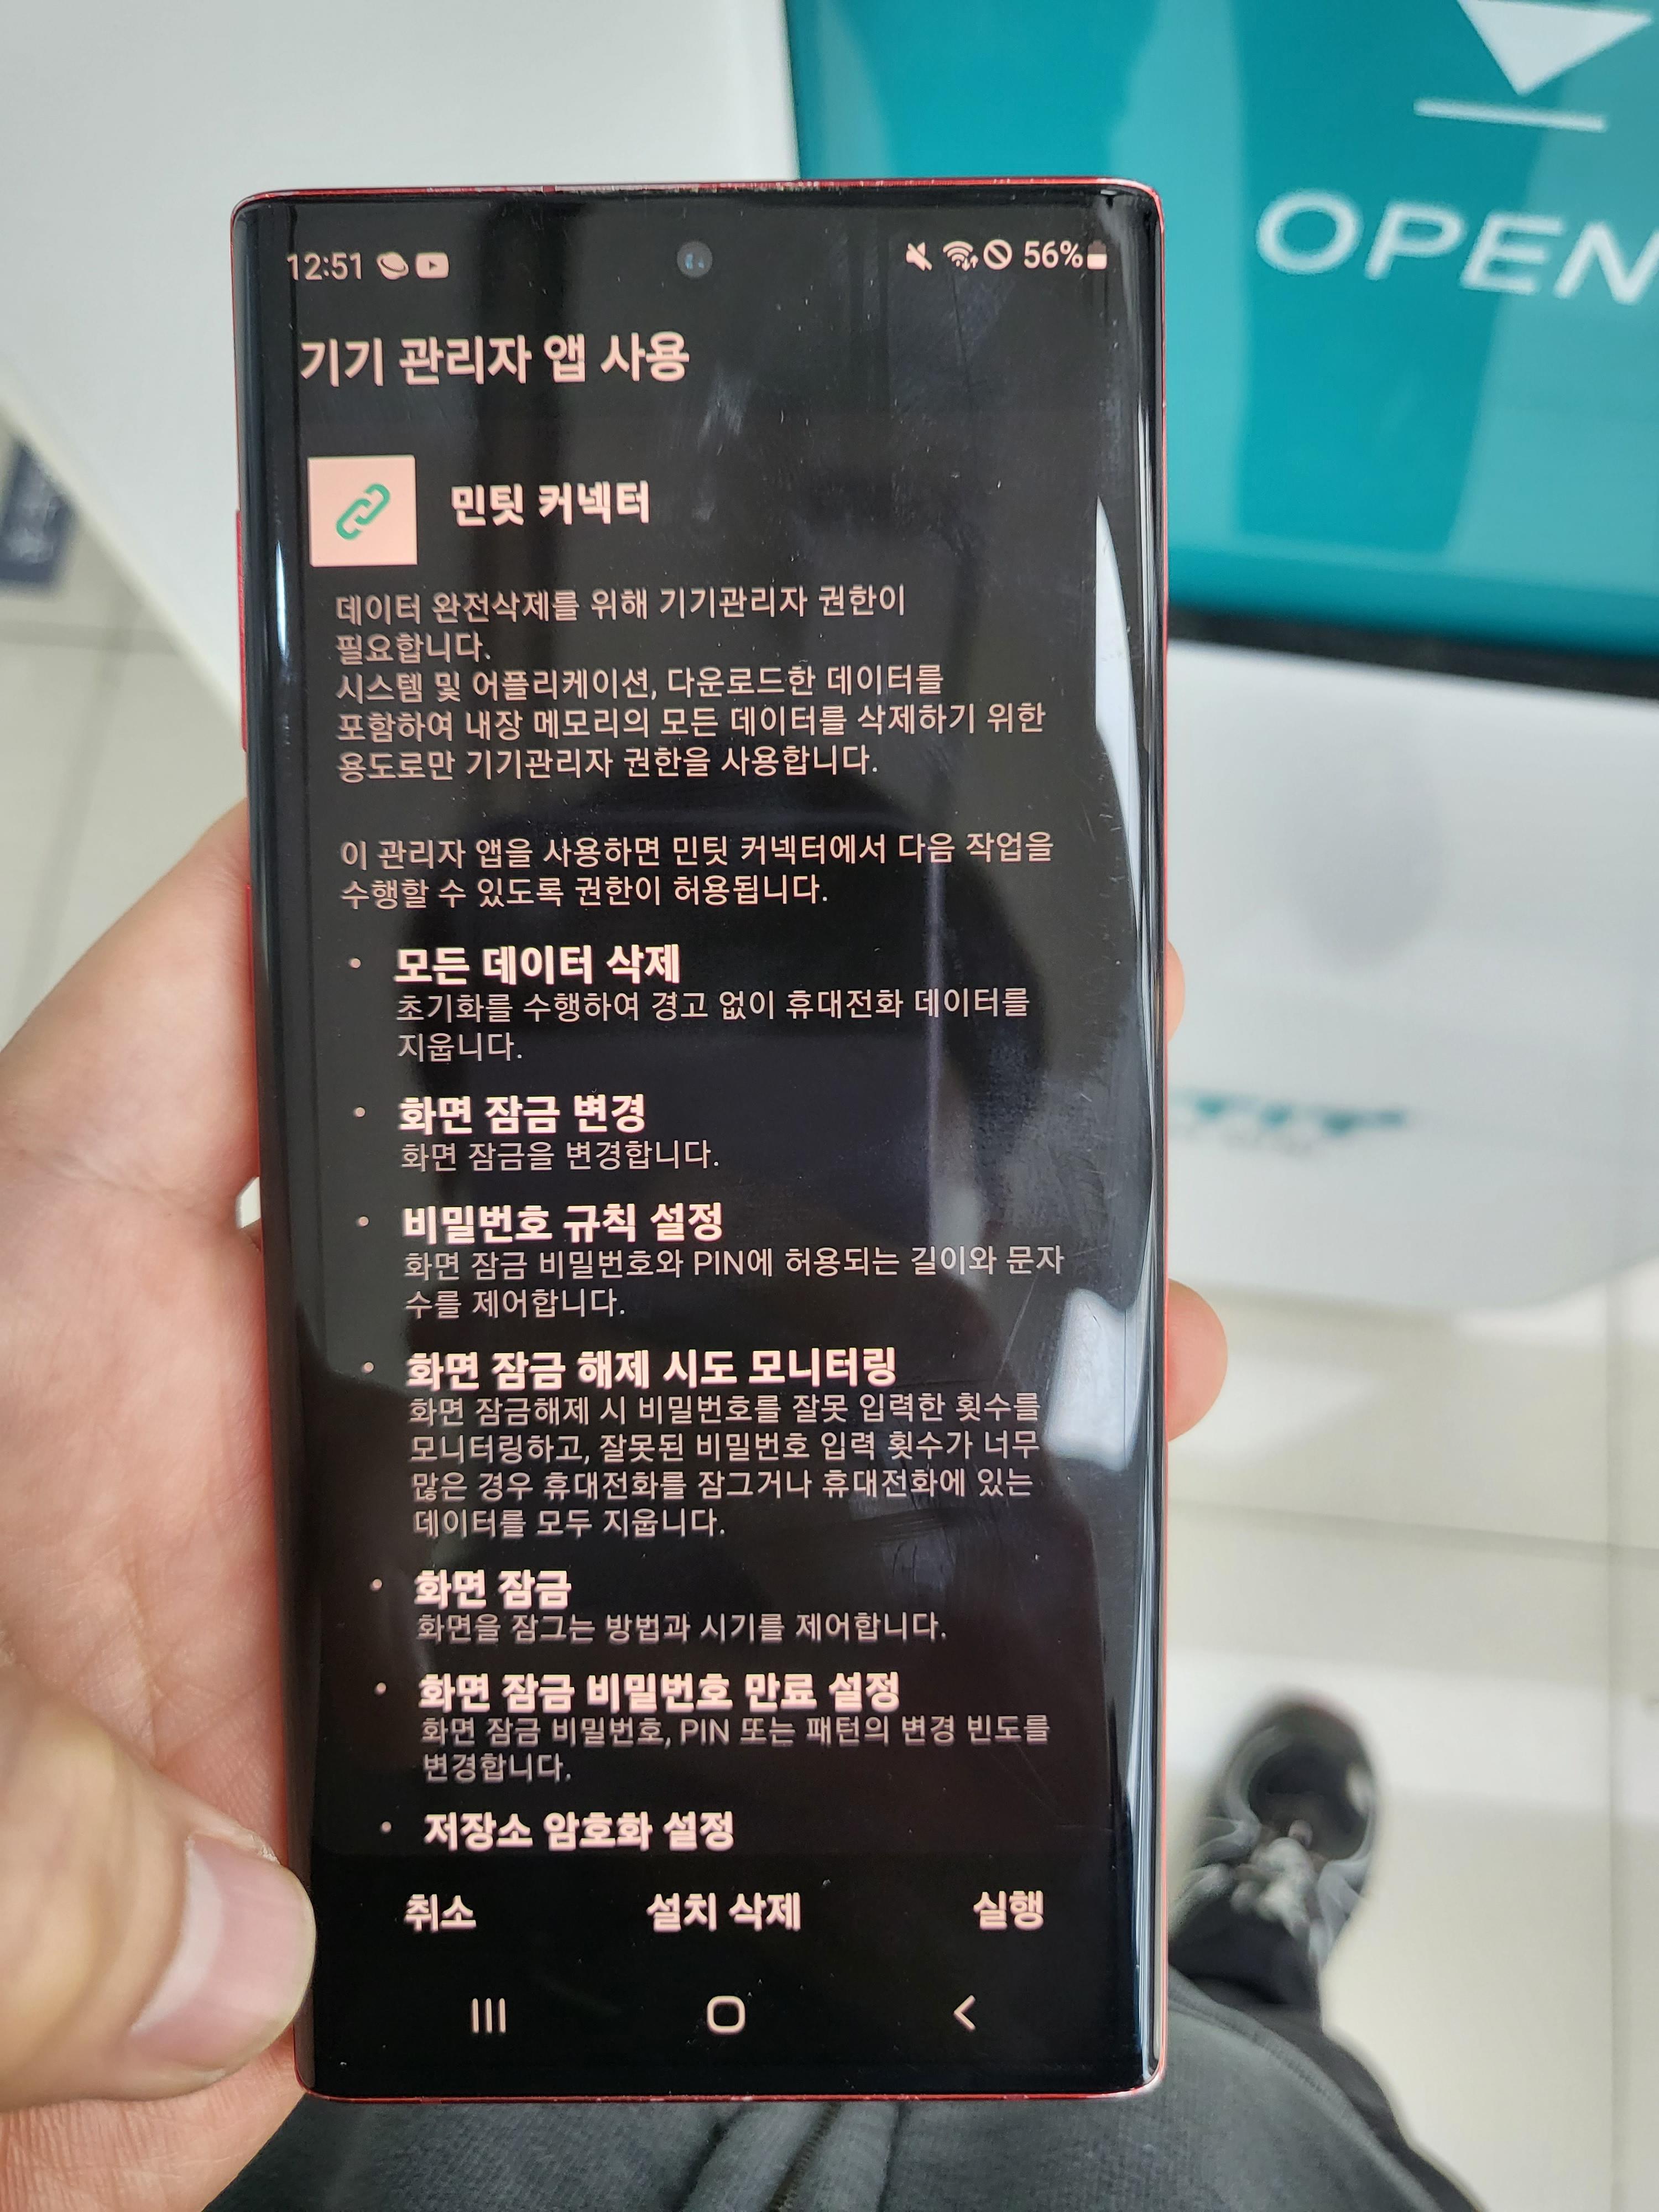 OPEN
12:51
56%
기기 관리자 앱 사용
민팃 커넥터
데이터 완전삭제를 위해 기기관리자 권한이
필요합니다.
시스템 및 어플리케이션, 다운로드한 데이터를
포함하여 내장 메모리의 모든 데이터를 삭제하기 위한
용도로만 기기관리자 권한을 사용합니다.
이 관리자 앱을 사용하면 민팃 커넥터에서 다음 작업을
수행할 수 있도록 권한이 허용됩니다.
• 모든 데이터 삭제
초기화를 수행하여 경고 없이 휴대전화 데이터를
지웁니다.
• 화면 잠금 변경
화면 잠금을 변경합니다.
• 비밀번호 규칙 설정
화면 잠금 비밀번호와 PIN에 허용되는 길이와 문자
수를 제어합니다.
• 화면 잠금 해제 시도 모니터링
화면 잠금해제 시 비밀번호를 잘못 입력한 횟수를
모니터링하고, 잘못된 비밀번호 입력 횟수가 너무
많은 경우 휴대전화를 잠그거나 휴대전화에 있는
데이터를 모두 지웁니다.
• 화면 잠금
화면을 잠그는 방법과 시기를 제어합니다.
• 화면 잠금 비밀번호 만료 설정
화면 잠금 비밀번호, PIN 또는 패턴의 변경 빈도를
변경합니다.
• 저장소 암호화 설정
취소 설치 삭제 실행